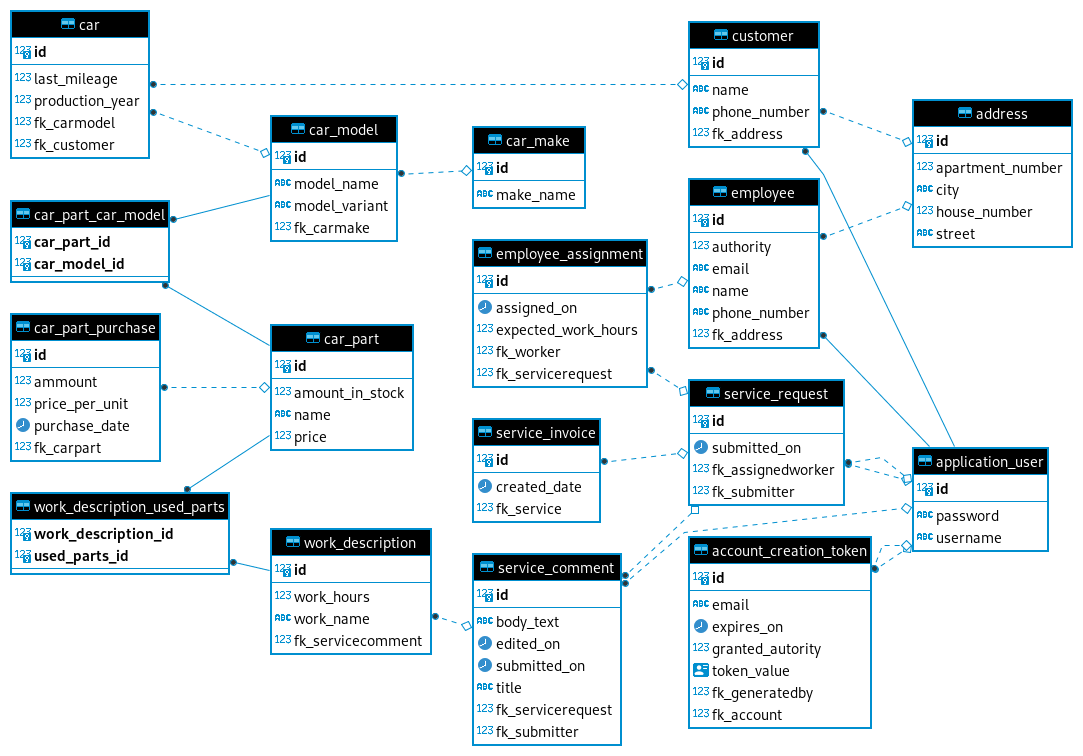 car
id
last_mileage
production_year
fk_carmodel
fk_customer
car_model
id
model_name
model_variant
fk_carmake
car_make
id
make_name
customer
id
name
phone_number
fk_address
address
id
apartment_number
city
house_number
street
car_part_car_model
car_part_id
car_model_id
employee
id
authority
email
name
phone_number
fk_address
employee_assignment
id
assigned_on
expected_work_hours
fk_worker
fk_servicerequest
car_part_purchase
id
ammount
price_per_unit
purchase_date
fk_carpart
car_part
id
amount_in_stock
name
price
service_request
id
submitted_on
fk_assignedworker
fk_submitter
service_invoice
id
created_date
fk_service
application_user
id
password
username
work_description_used_parts
work_description_id
used_parts_id
work_description
id
work_hours
work_name
fk_servicecomment
service_comment
id
body_text
edited_on
submitted_on
title
fk_servicerequest
fk_submitter
account_creation_token
id
email
expires_on
granted_autority
token_value
fk_generatedby
fk_account